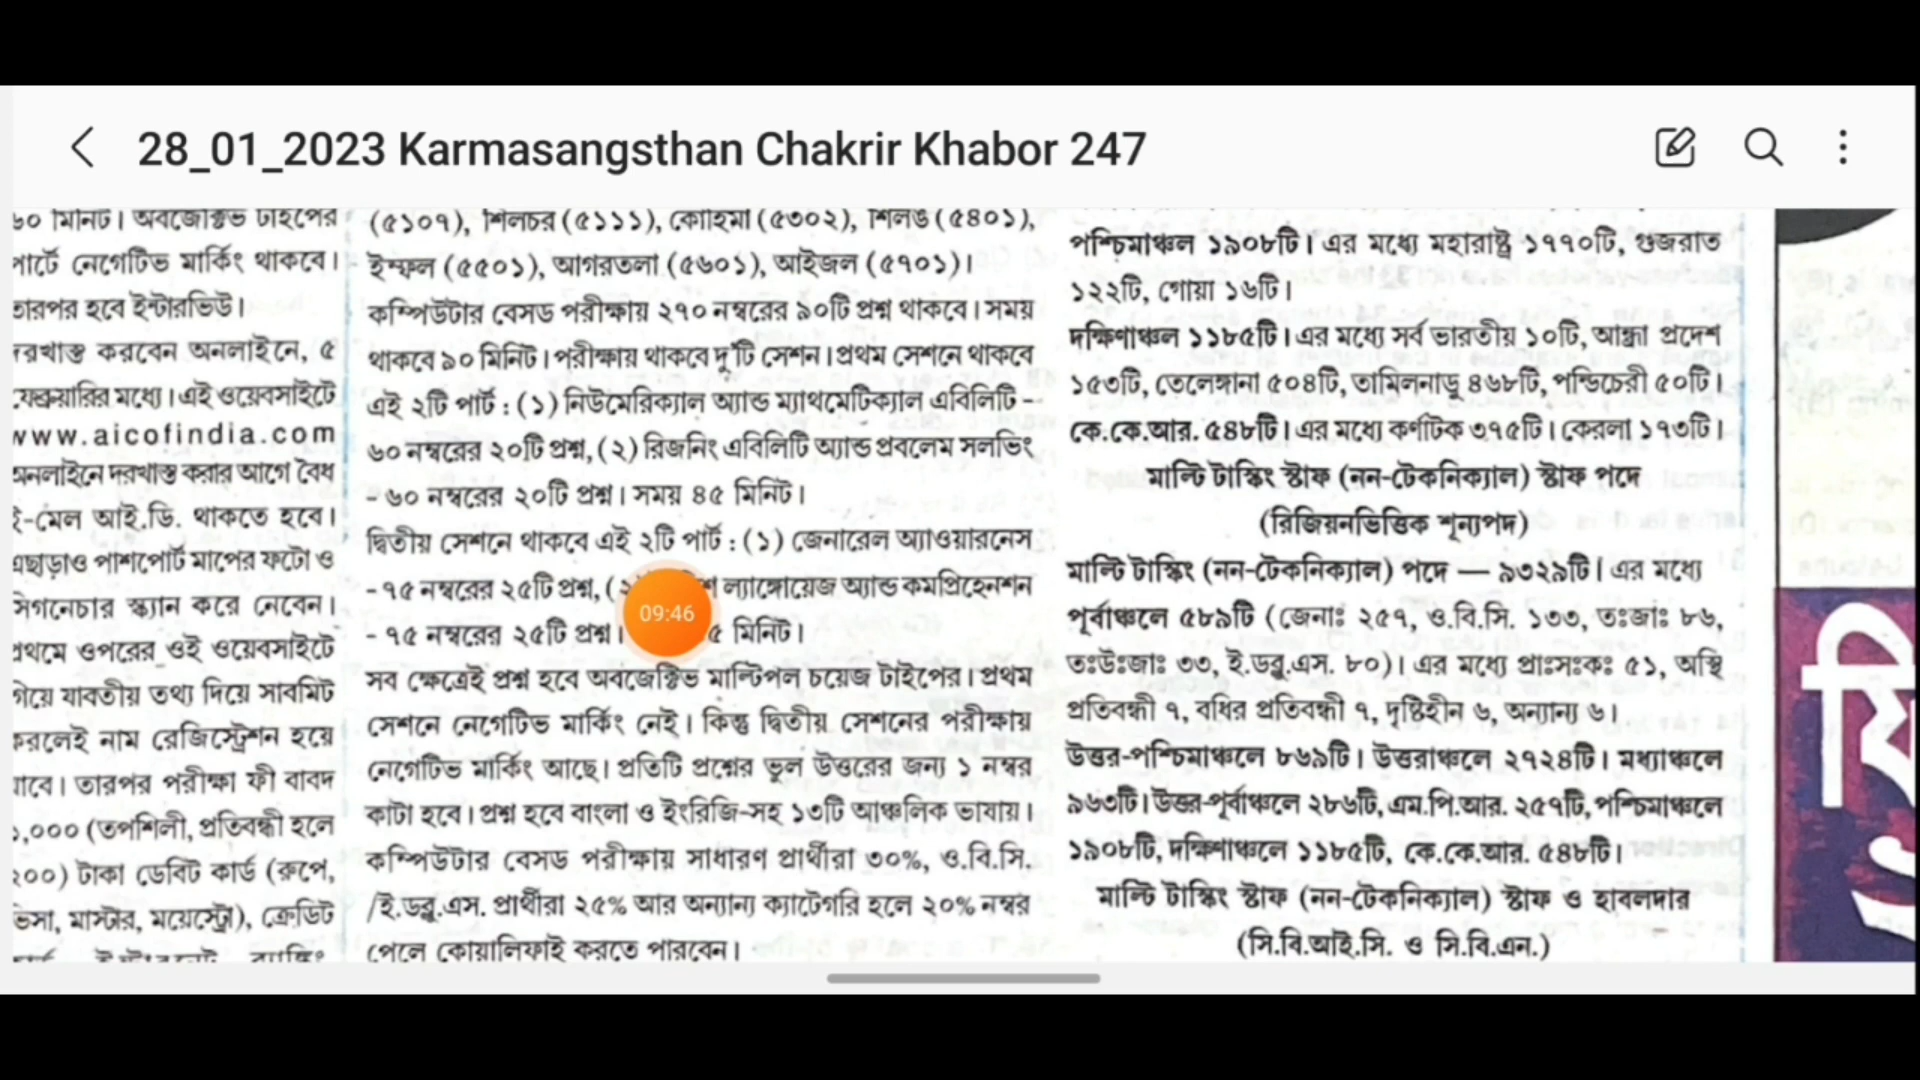 28_01_2023 Karmasangsthan Chakrir Khabor 247
৬০ মিনিট। অবজেক্টিভ টাইপের
পার্টে নেগেটিভ মার্কিং থাকবে।
তারপর হবে ইন্টারভিউ।
দরখাস্ত করবেন অনলাইনে, ৫
ফেব্রুয়ারির মধ্যে। এই ওয়েবসাইটে
www.aicofindia.com
অনলাইনে দরখাস্ত করার আগে বৈধ
ই-মেল আই.ডি. থাকতে হবে।
এছাড়াও পাশপোর্ট মাপের ফটো ও
সিগনেচার স্ক্যান করে নেবেন।
প্রথমে ওপরের ওই ওয়েবসাইটে
গিয়ে যাবতীয় তথ্য দিয়ে সাবমিট
করলেই নাম রেজিস্ট্রেশন হয়ে
যাবে। তারপর পরীক্ষা ফী বাবদ
১,০০০ (তপশিলী, প্রতিবন্ধী হলে
২০০) টাকা ডেবিট কার্ড (রুপে,
ভিসা, মাস্টার, ময়েস্ট্রো), ক্রেডিট
(৫১০৭), শিলচর (৫১১১), কোহিমা (৫৩০২), শিলঙ (৫৪০১),
ইম্ফল (৫৫০১), আগরতলা (৫৬০১), আইজল (৫৭০১)।
কম্পিউটার বেসড পরীক্ষায় ২৭০ নম্বরের ৯০টি প্রশ্ন থাকবে। সময়
থাকবে ৯০ মিনিট। পরীক্ষায় থাকবে দু'টি সেশন। প্রথম সেশনে থাকবে
এই ২টি পার্ট : (১) নিউমেরিক্যাল অ্যান্ড ম্যাথমেটিক্যাল এবিলিটি -
৬০ নম্বরের ২০টি প্রশ্ন, (২) রিজনিং এবিলিটি অ্যান্ড প্রবলেম সলভিং
- ৬০ নম্বরের ২০টি প্রশ্ন। সময় ৪৫ মিনিট।
দ্বিতীয় সেশনে থাকবে এই ২টি পার্ট : (১) জেনারেল অ্যাওয়ারনেস
- ৭৫ নম্বরের ২৫টি প্রশ্ন, ল্যাঙ্গোয়েজ অ্যান্ড কমপ্রিহেনশন
09:46
- ৭৫ নম্বরের ২৫টি প্রশ্ন। ৫ মিনিট।
সব ক্ষেত্রেই প্রশ্ন হবে অবজেক্টিভ মাল্টিপল চয়েজ টাইপের। প্রথম
সেশনে নেগেটিভ মার্কিং নেই। কিন্তু দ্বিতীয় সেশনের পরীক্ষায়
নেগেটিভ মার্কিং আছে। প্রতিটি প্রশ্নের ভুল উত্তরের জন্য ১ নম্বর
কাটা হবে। প্রশ্ন হবে বাংলা ও ইংরিজি-সহ ১৩টি আঞ্চলিক ভাষায়।
কম্পিউটার বেসড পরীক্ষায় সাধারণ প্রার্থীরা ৩০%, ও.বি.সি.
/ই.ডব্লু.এস. প্রার্থীরা ২৫% আর অন্যান্য ক্যাটেগরি হলে ২০% নম্বর
পেলে কোয়ালিফাই করতে পারবেন।
পশ্চিমাঞ্চল ১৯০৮টি। এর মধ্যে মহারাষ্ট্র ১৭৭০টি, গুজরাত
১২২টি, গোয়া ১৬টি।
দক্ষিণাঞ্চল ১১৮৫টি। এর মধ্যে সর্ব ভারতীয় ১০টি, আন্ধ্রা প্রদেশ
১৫৩টি, তেলেঙ্গানা ৫০৪টি, তামিলনাড়ু ৪৬৮টি, পন্ডিচেরী ৫০টি।
কে.কে.আর. ৫৪৮টি। এর মধ্যে কর্ণাটক ৩৭৫টি। কেরলা ১৭৩টি।
মাল্টি টাস্কিং স্টাফ (নন-টেকনিক্যাল) স্টাফ পদে
(রিজিয়নভিত্তিক শূন্যপদ)
মাল্টি টাস্কিং (নন-টেকনিক্যাল) পদে — ৯৩২৯টি। এর মধ্যে
পূর্বাঞ্চলে ৫৮৯টি (জেনাঃ ২৫৭, ও.বি.সি. ১৩৩, তঃজাঃ ৮৬,
তঃউঃজাঃ ৩৩, ই.ডব্লু.এস. ৮০)। এর মধ্যে প্রাঃসঃকঃ ৫১, অস্থি
প্রতিবন্ধী ৭, বধির প্রতিবন্ধী ৭, দৃষ্টিহীন ৬, অন্যান্য ৬।
উত্তর-পশ্চিমাঞ্চলে ৮৬৯টি। উত্তরাঞ্চলে ২৭২৪টি। মধ্যাঞ্চলে
৯৬৩টি। উত্তর-পূর্বাঞ্চলে ২৮৬টি, এম.পি.আর. ২৫৭টি, পশ্চিমাঞ্চলে
১৯০৮টি, দক্ষিণাঞ্চলে ১১৮৫টি, কে.কে.আর. ৫৪৮টি।
মাল্টি টাস্কিং স্টাফ (নন-টেকনিক্যাল) স্টাফ ও হাবলদার
(সি.বি.আই.সি. ও সি.বি.এন.)